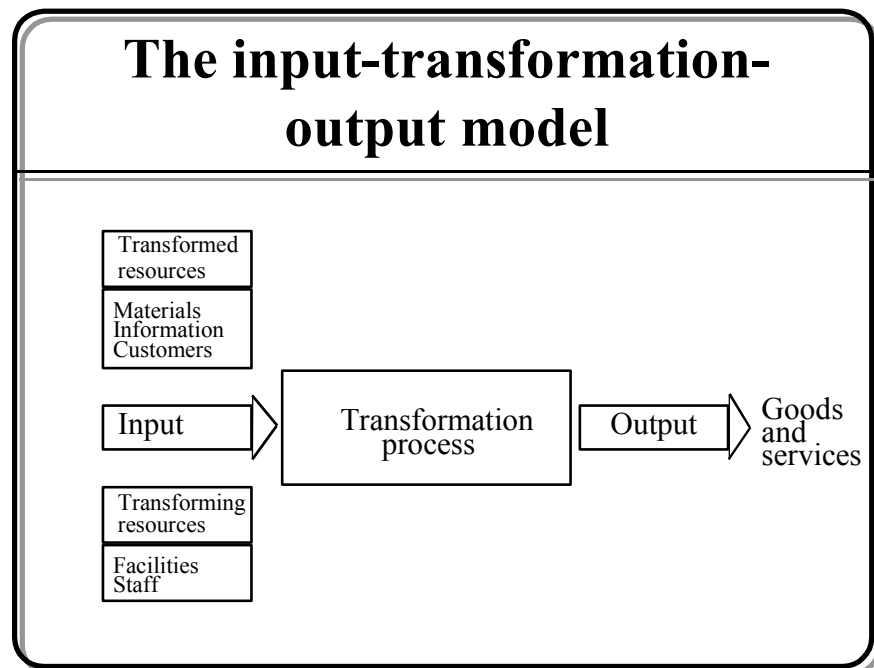 The input-transformation-
output model
Transformed
resources
Materials
Information
Customers
Input
Transformation
process
Output
Goods
and
services
Transforming
resources
Facilities
Staff